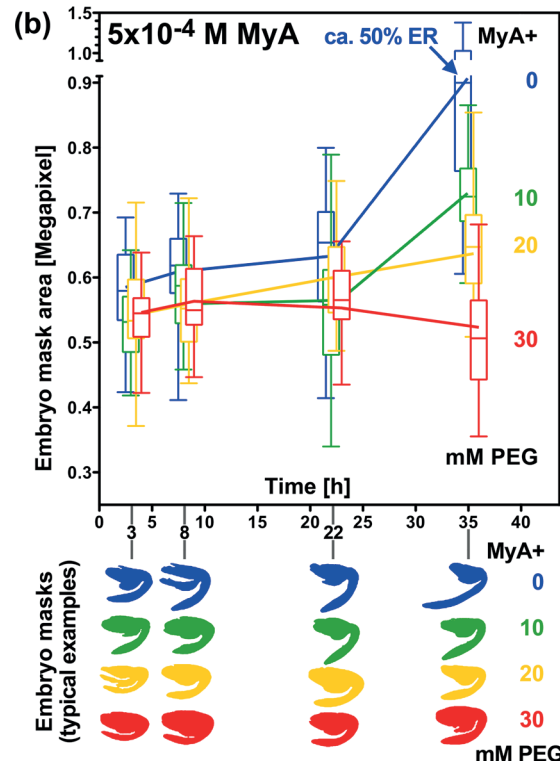 (b)
5x10-4 M MyA
ca. 50% ER
MyA+
0
10
20
30
mM PEG
1.5
1.0
0.9
0.8
0.7
0.6
0.5
0.4
0.3
Embryo mask area [Megapixel]
Time [h]
0 5 10 15 20 25 30 35 40
3 8 22
MyA+
0
10
20
30
mM PEG
Embryo masks
(typical examples)